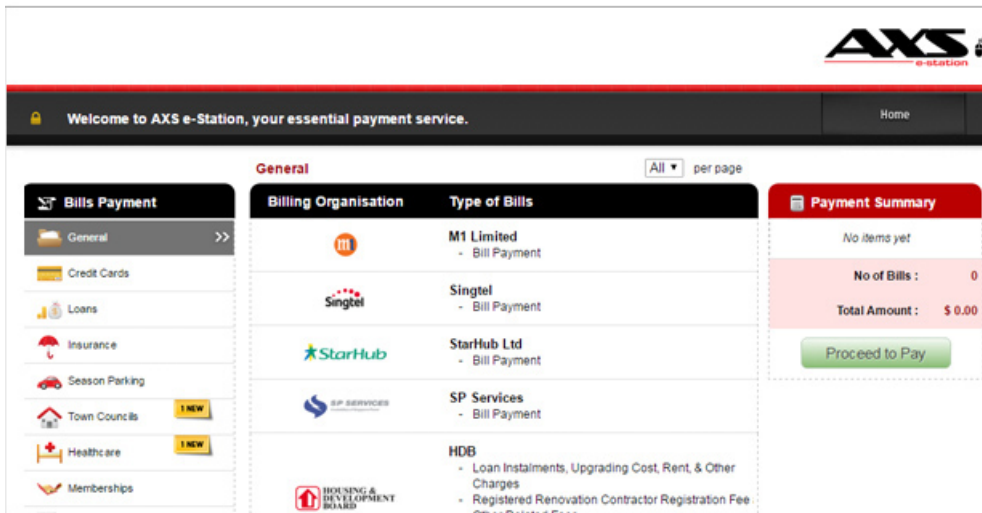 AXS
e-station
Welcome to AXS e-Station, your essential payment service.
Home
General
All
per page
Bills Payment
General >>
Credit Cards
Loans
Insurance
Season Parking
Town Councils
1 NEW
Healthcare
1 NEW
Memberships
Billing Organisation
Type of Bills
m1
M1 Limited
- Bill Payment
Singtel
Singtel
- Bill Payment
StarHub
StarHub Ltd
- Bill Payment
SP SERVICES
SP Services
- Bill Payment
HOUSING &
DEVELOPMENT
BOARD
HDB
- Loan Instalments, Upgrading Cost, Rent, & Other
Charges
- Registered Renovation Contractor Registration Fee
Other Related Fees
Payment Summary
No items yet
No of Bills : 0
Total Amount : $ 0.00
Proceed to Pay